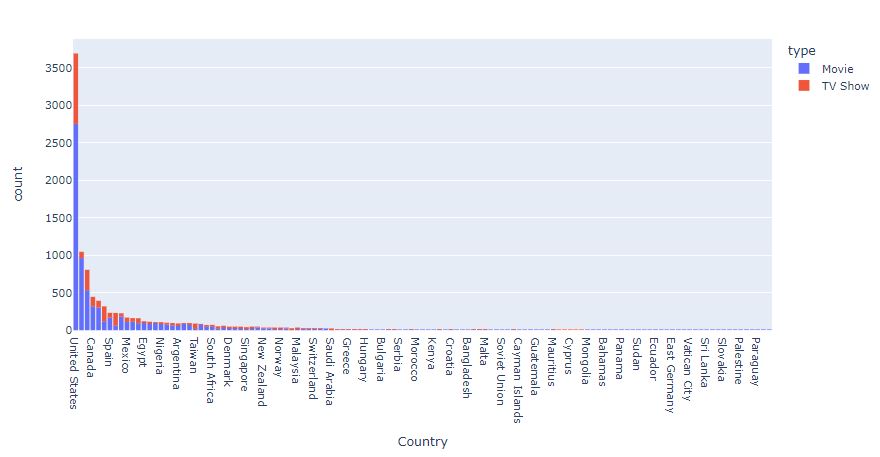 type
Movie
TV Show
3500
3000
2500
2000
1500
1000
500
0
count
United States
Canada
Spain
Mexico
Egypt
Nigeria
Argentina
Taiwan
South Africa
Denmark
Singapore
New Zealand
Norway
Malaysia
Switzerland
Saudi Arabia
Greece
Hungary
Bulgaria
Serbia
Morocco
Kenya
Croatia
Bangladesh
Malta
Soviet Union
Cayman Islands
Guatemala
Mauritius
Cyprus
Mongolia
Bahamas
Panama
Sudan
Ecuador
East Germany
Vatican City
Sri Lanka
Slovakia
Palestine
Paraguay
Country